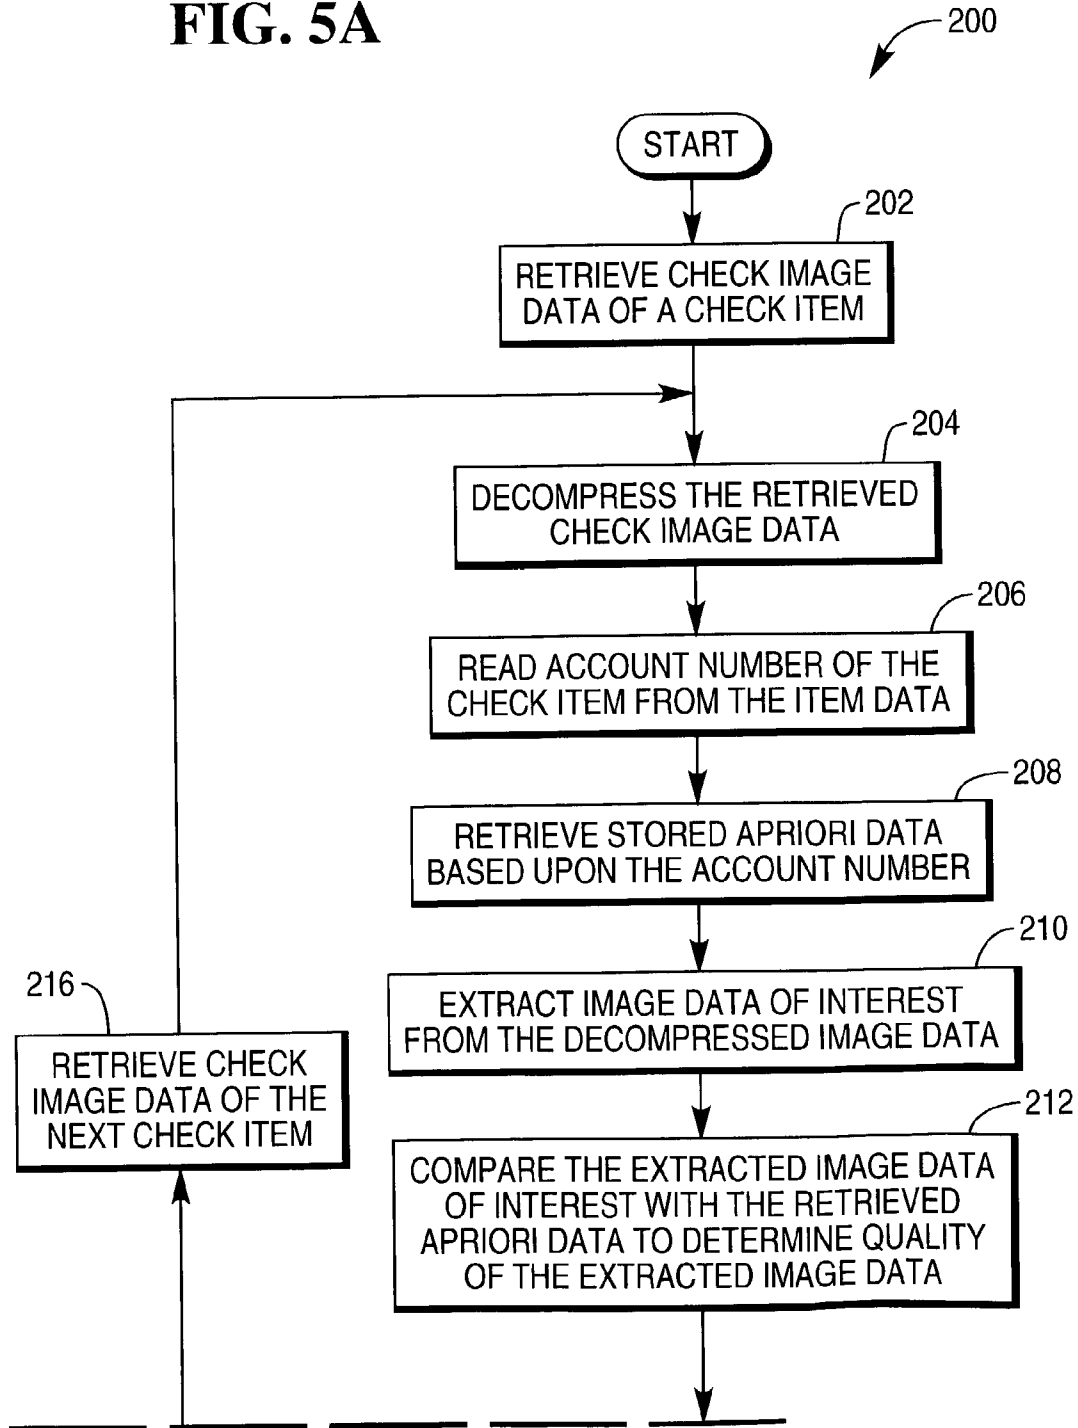 FIG. 5A
200
START
202
RETRIEVE CHECK IMAGE
DATA OF A CHECK ITEM
204
DECOMPRESS THE RETRIEVED
CHECK IMAGE DATA
206
READ ACCOUNT NUMBER OF THE
CHECK ITEM FROM THE ITEM DATA
208
RETRIEVE STORED APRIORI DATA
BASED UPON THE ACCOUNT NUMBER
210
EXTRACT IMAGE DATA OF INTEREST
FROM THE DECOMPRESSED IMAGE DATA
216
RETRIEVE CHECK
IMAGE DATA OF THE
NEXT CHECK ITEM
212
COMPARE THE EXTRACTED IMAGE DATA
OF INTEREST WITH THE RETRIEVED
APRIORI DATA TO DETERMINE QUALITY
OF THE EXTRACTED IMAGE DATA